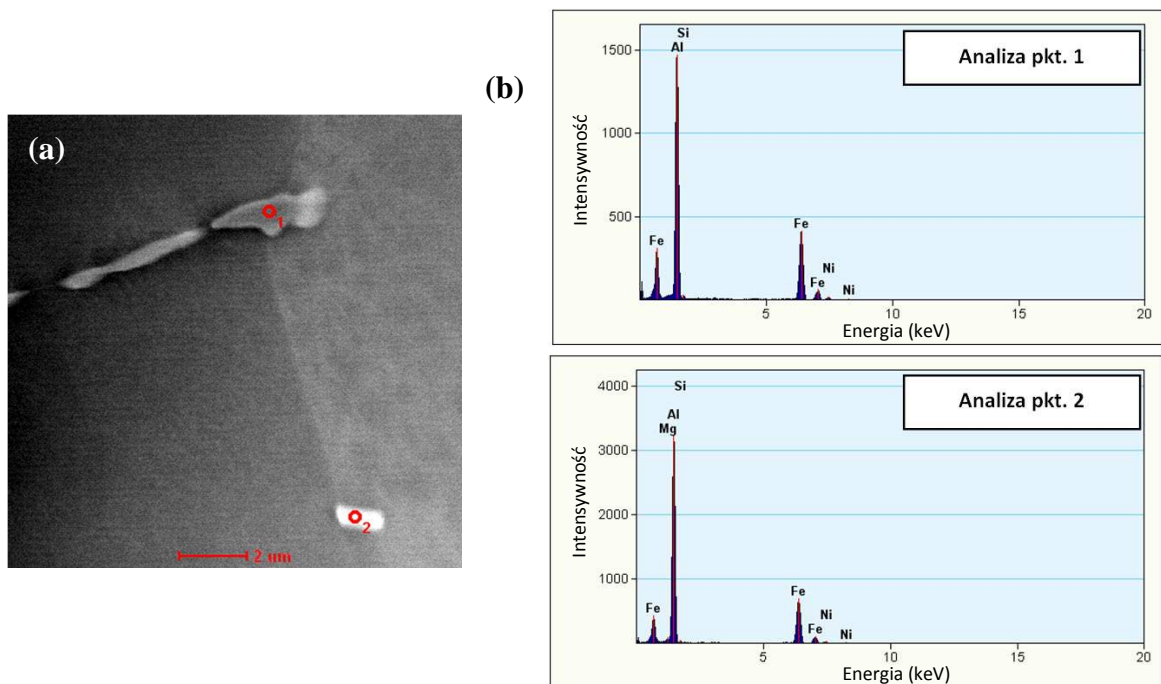 (a)
1
2
2 um
(b)
Analiza pkt. 1
Intensywność
1500
1000
500
Si
Al
Fe
Fe
Fe
Ni
Ni
5
10
15
20
Energia (keV)
Analiza pkt. 2
Intensywność
4000
3000
2000
1000
Si
Al
Mg
Fe
Fe
Fe
Ni
Ni
5
10
15
20
Energia (keV)